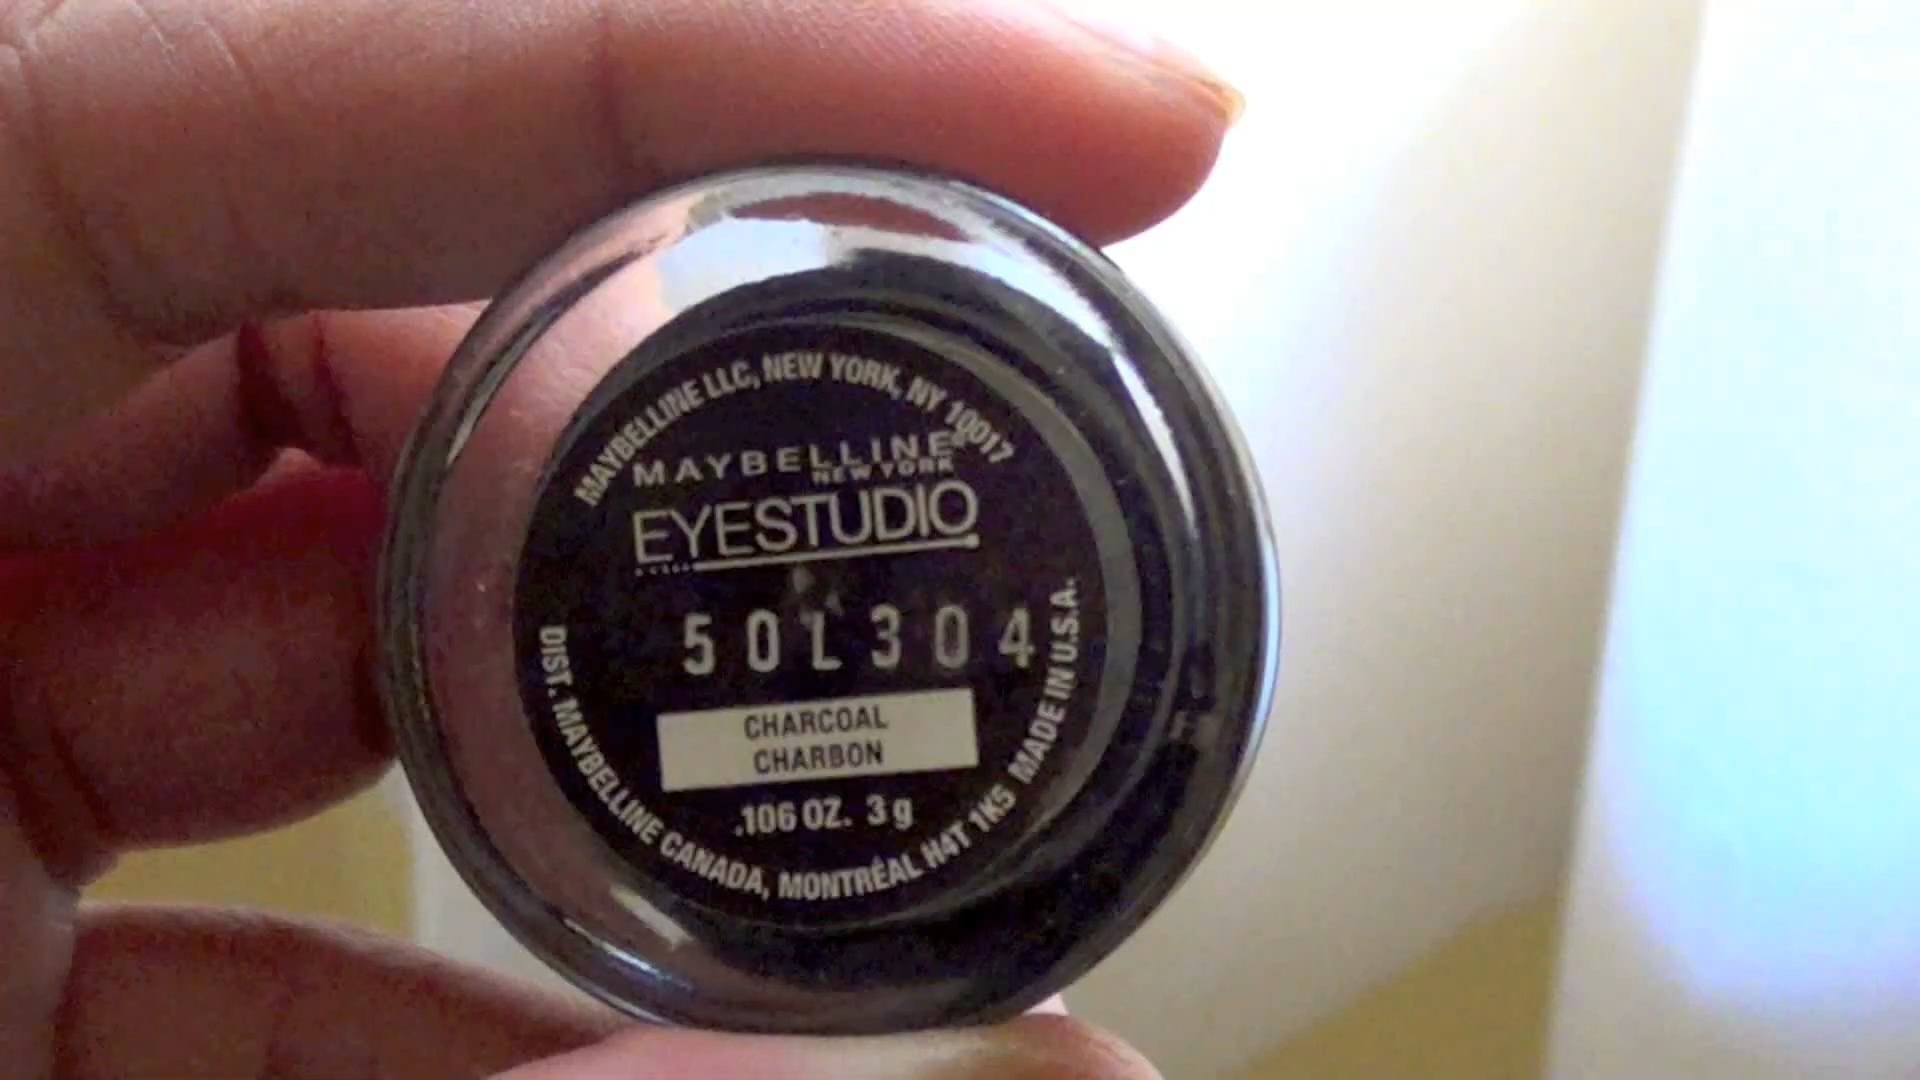 MAYBELLINE LLC, NEW YORK, NY 10017
MAYBELLINE®
NEW YORK
EYESTUDIO
50L304
CHARCOAL
CHARBON
.106 OZ. 3 g
DIST. MAYBELLINE CANADA, MONTRÉAL H4T 1K5 MADE IN U.S.A.